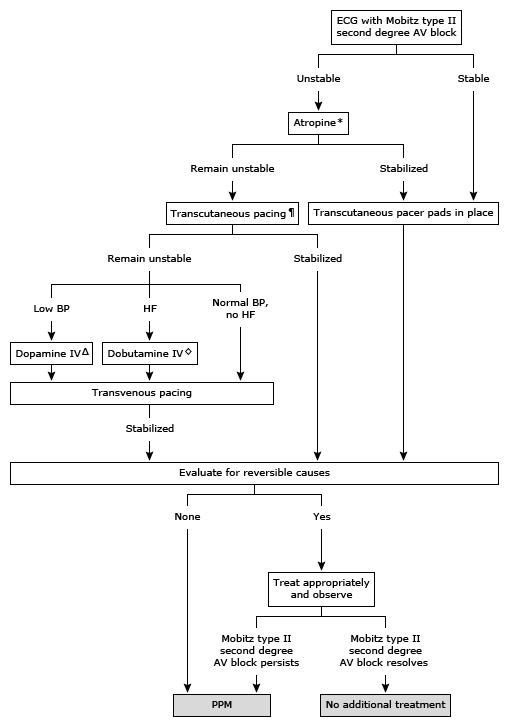 ECG with Mobitz type II
second degree AV block
Unstable
Stable
Atropine*
Remain unstable
Stabilized
Transcutaneous pacing¶
Transcutaneous pacer pads in place
Remain unstable
Stabilized
Low BP
HF
Normal BP,
no HF
Dopamine IVΔ
Dobutamine IV◇
Transvenous pacing
Stabilized
Evaluate for reversible causes
None
Yes
Treat appropriately
and observe
Mobitz type II
second degree
AV block persists
Mobitz type II
second degree
AV block resolves
PPM
No additional treatment